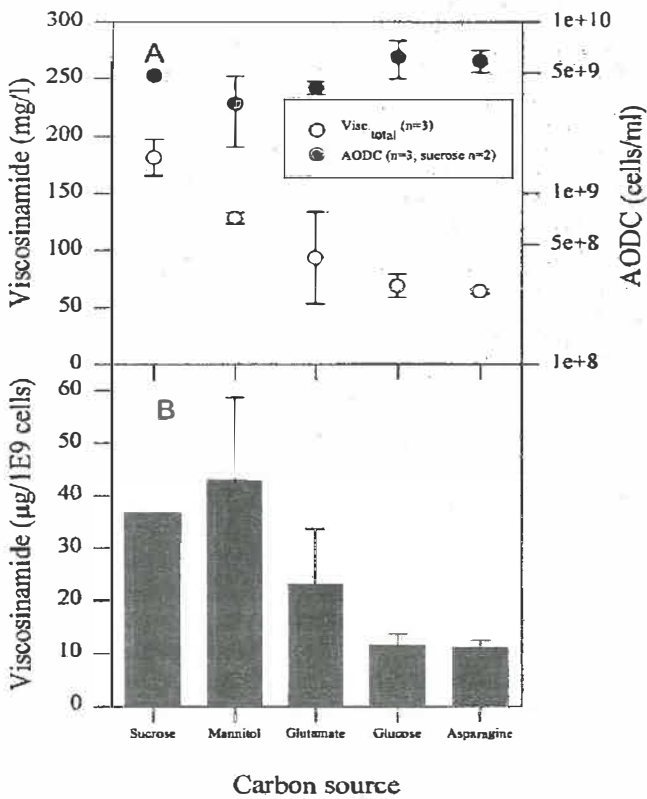 Viscosinamide (mg/l)
300
250
200
150
100
50
0
A
Visc.total (n=3)
AODC (n=3, sucrose n=2)
1e+10
5e+9
1e+9
5e+8
1e+8
AODC (cells/ml)
Viscosinamide (µg/1E9 cells)
60
50
40
30
20
10
0
B
Sucrose Mannitol Glutamate Glucose Asparagine
Carbon source